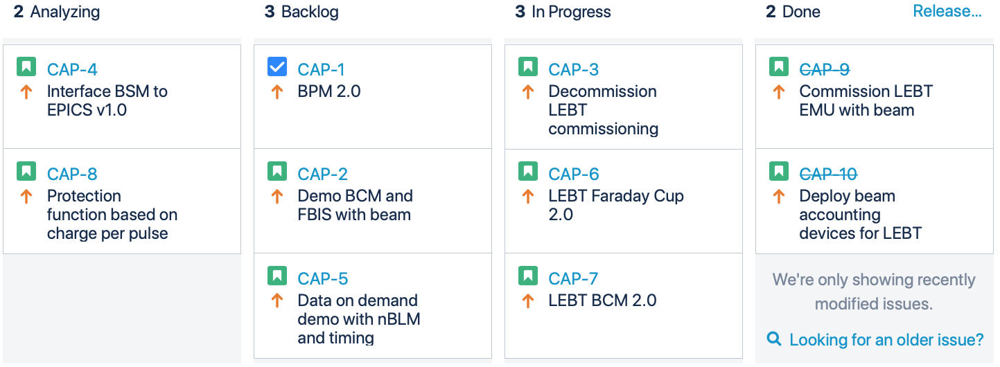 2 Analyzing
3 Backlog
3 In Progress
2 Done
Release...
CAP-4
Interface BSM to
EPICS v1.0
CAP-8
Protection
function based on
charge per pulse
CAP-1
BPM 2.0
CAP-2
Demo BCM and
FBIS with beam
CAP-5
Data on demand
demo with nBLM
and timing
CAP-3
Decommission
LEBT
commissioning
CAP-6
LEBT Faraday Cup
2.0
CAP-7
LEBT BCM 2.0
CAP-9
Commission LEBT
EMU with beam
CAP-10
Deploy beam
accounting
devices for LEBT
We're only showing recently
modified issues.
Looking for an older issue?